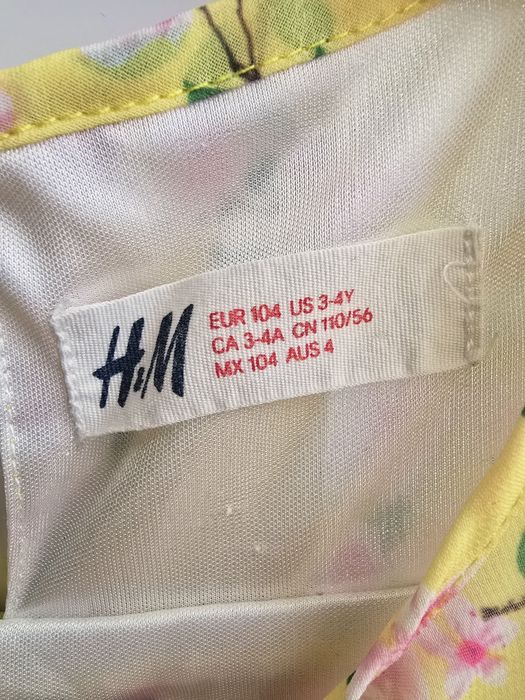 H&M
EUR 104 US 3-4Y
CA 3-4A CN 110/56
MX 104 AUS 4